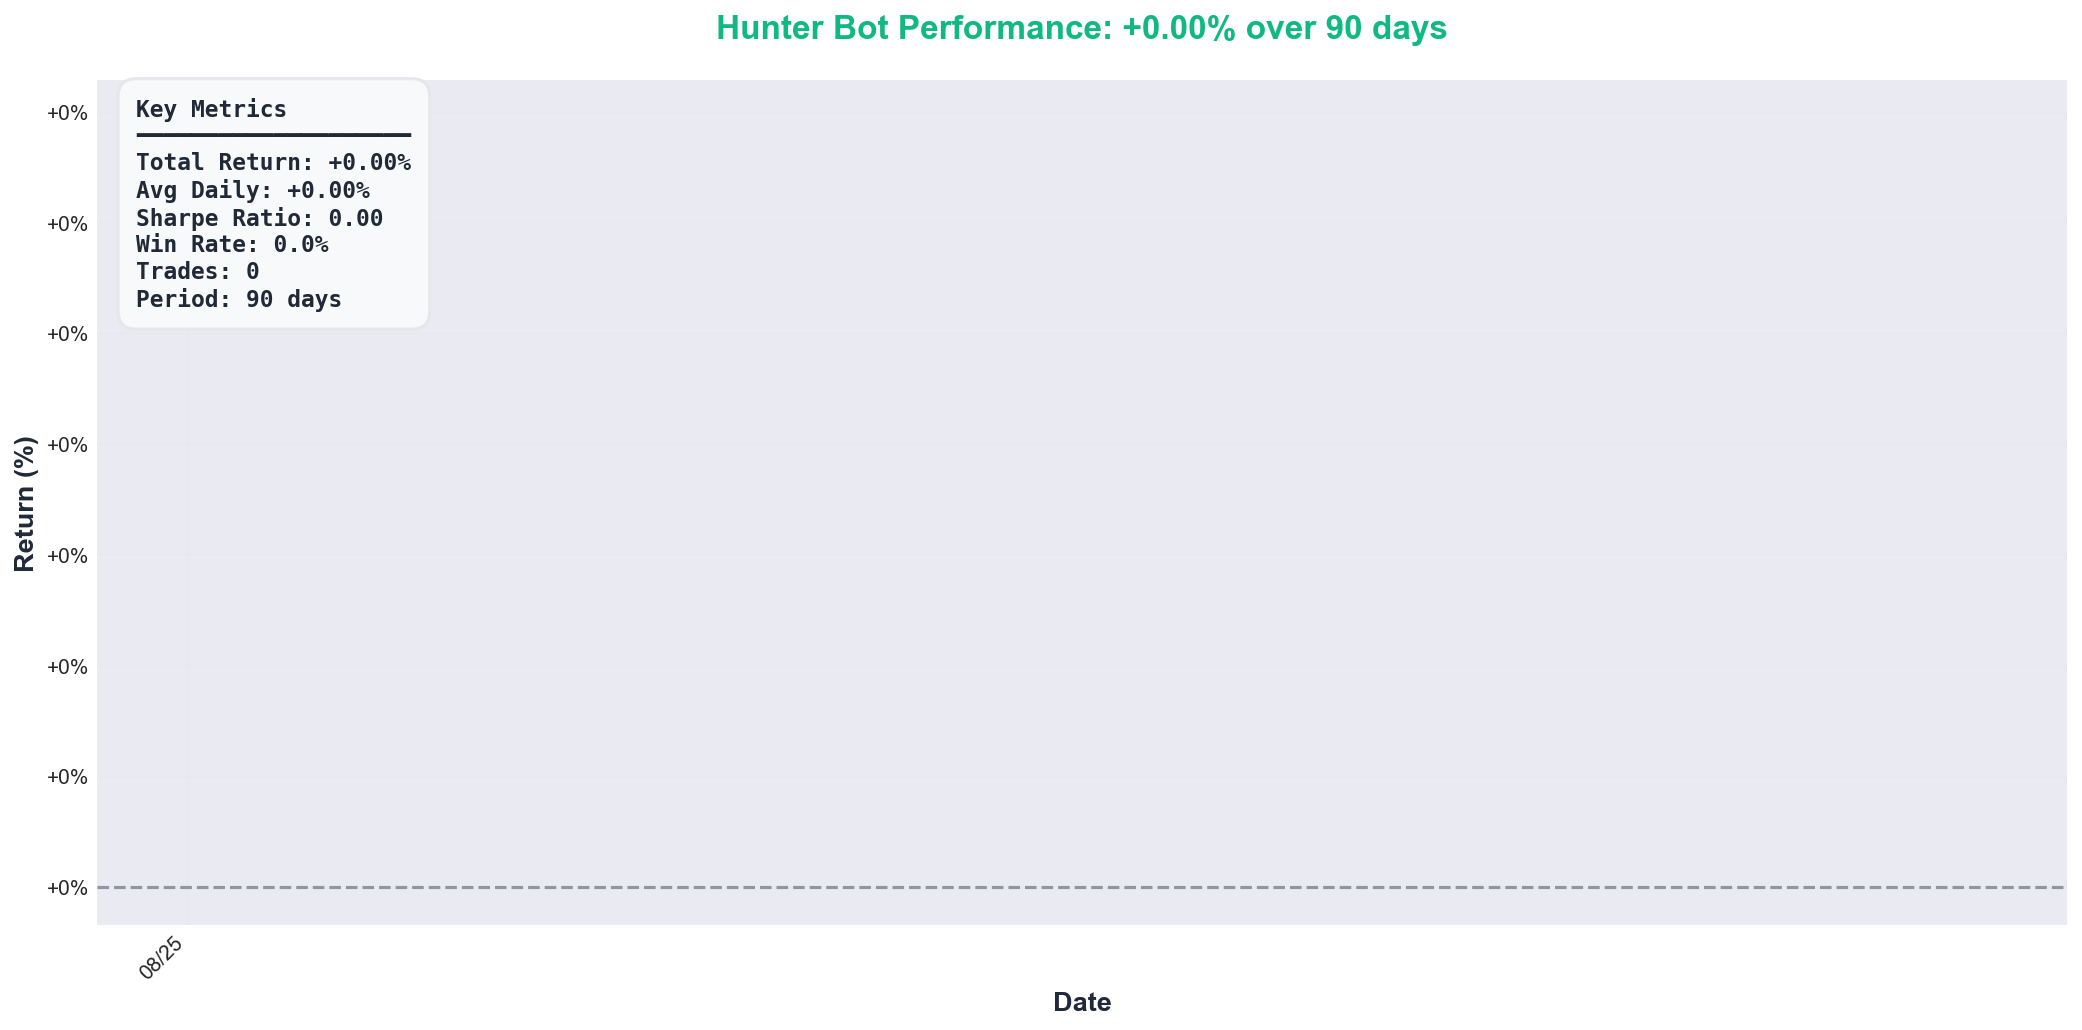 Hunter Bot Performance: +0.00% over 90 days
Key Metrics
Total Return: +0.00%
Avg Daily: +0.00%
Sharpe Ratio: 0.00
Win Rate: 0.0%
Trades: 0
Period: 90 days
+0%
+0%
+0%
+0%
+0%
+0%
+0%
+0%
Return (%)
08/25
Date